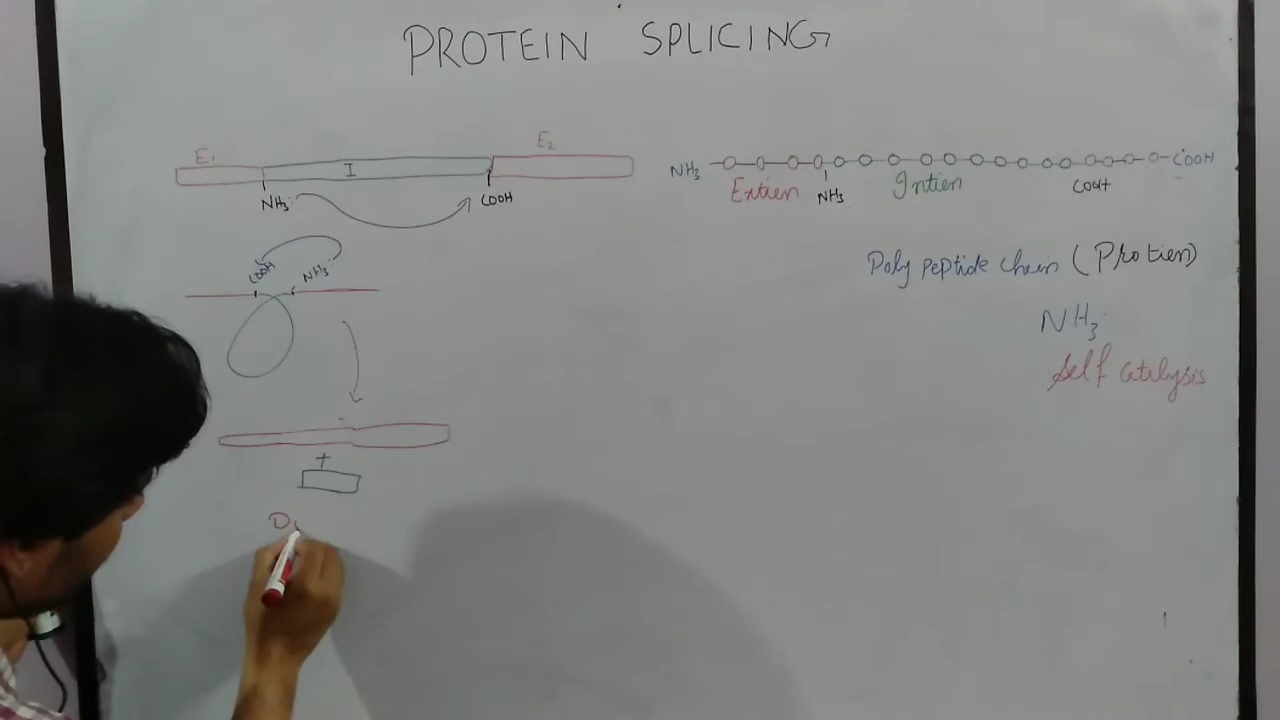 PROTEIN SPLICING
E1 I E2
NH3 COOH
COOH NH3
+
NH3 COOH
Extien NH3 Intien COOH
Poly peptide chain (Protien)
NH3
Self Catalysis